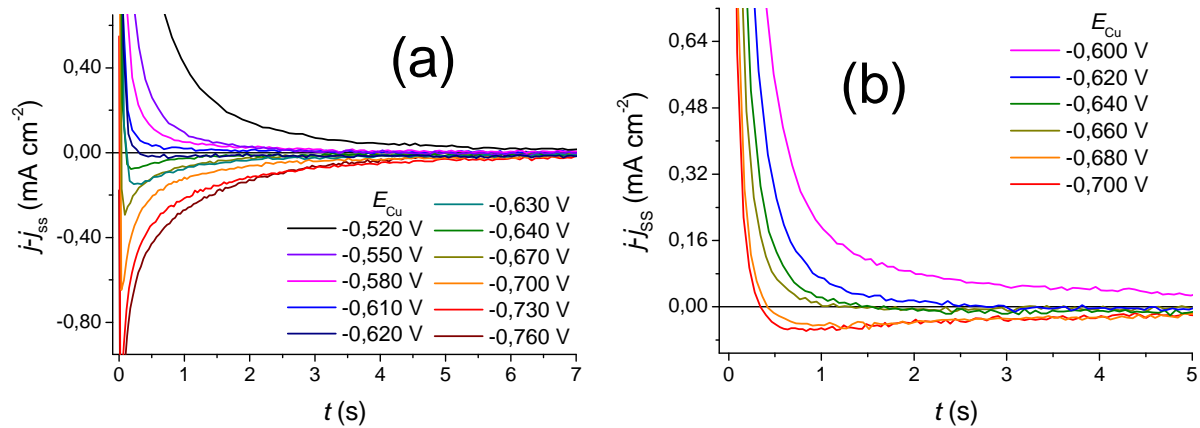 (a)
0,40
0,00
-0,40
-0,80
j-jss (mA cm-2)
ECu
-0,520 V
-0,550 V
-0,580 V
-0,610 V
-0,620 V
-0,630 V
-0,640 V
-0,670 V
-0,700 V
-0,730 V
-0,760 V
0 1 2 3 4 5 6 7
t (s)
(b)
0,64
0,48
0,32
0,16
0,00
j-jss (mA cm-2)
ECu
-0,600 V
-0,620 V
-0,640 V
-0,660 V
-0,680 V
-0,700 V
0 1 2 3 4 5
t (s)